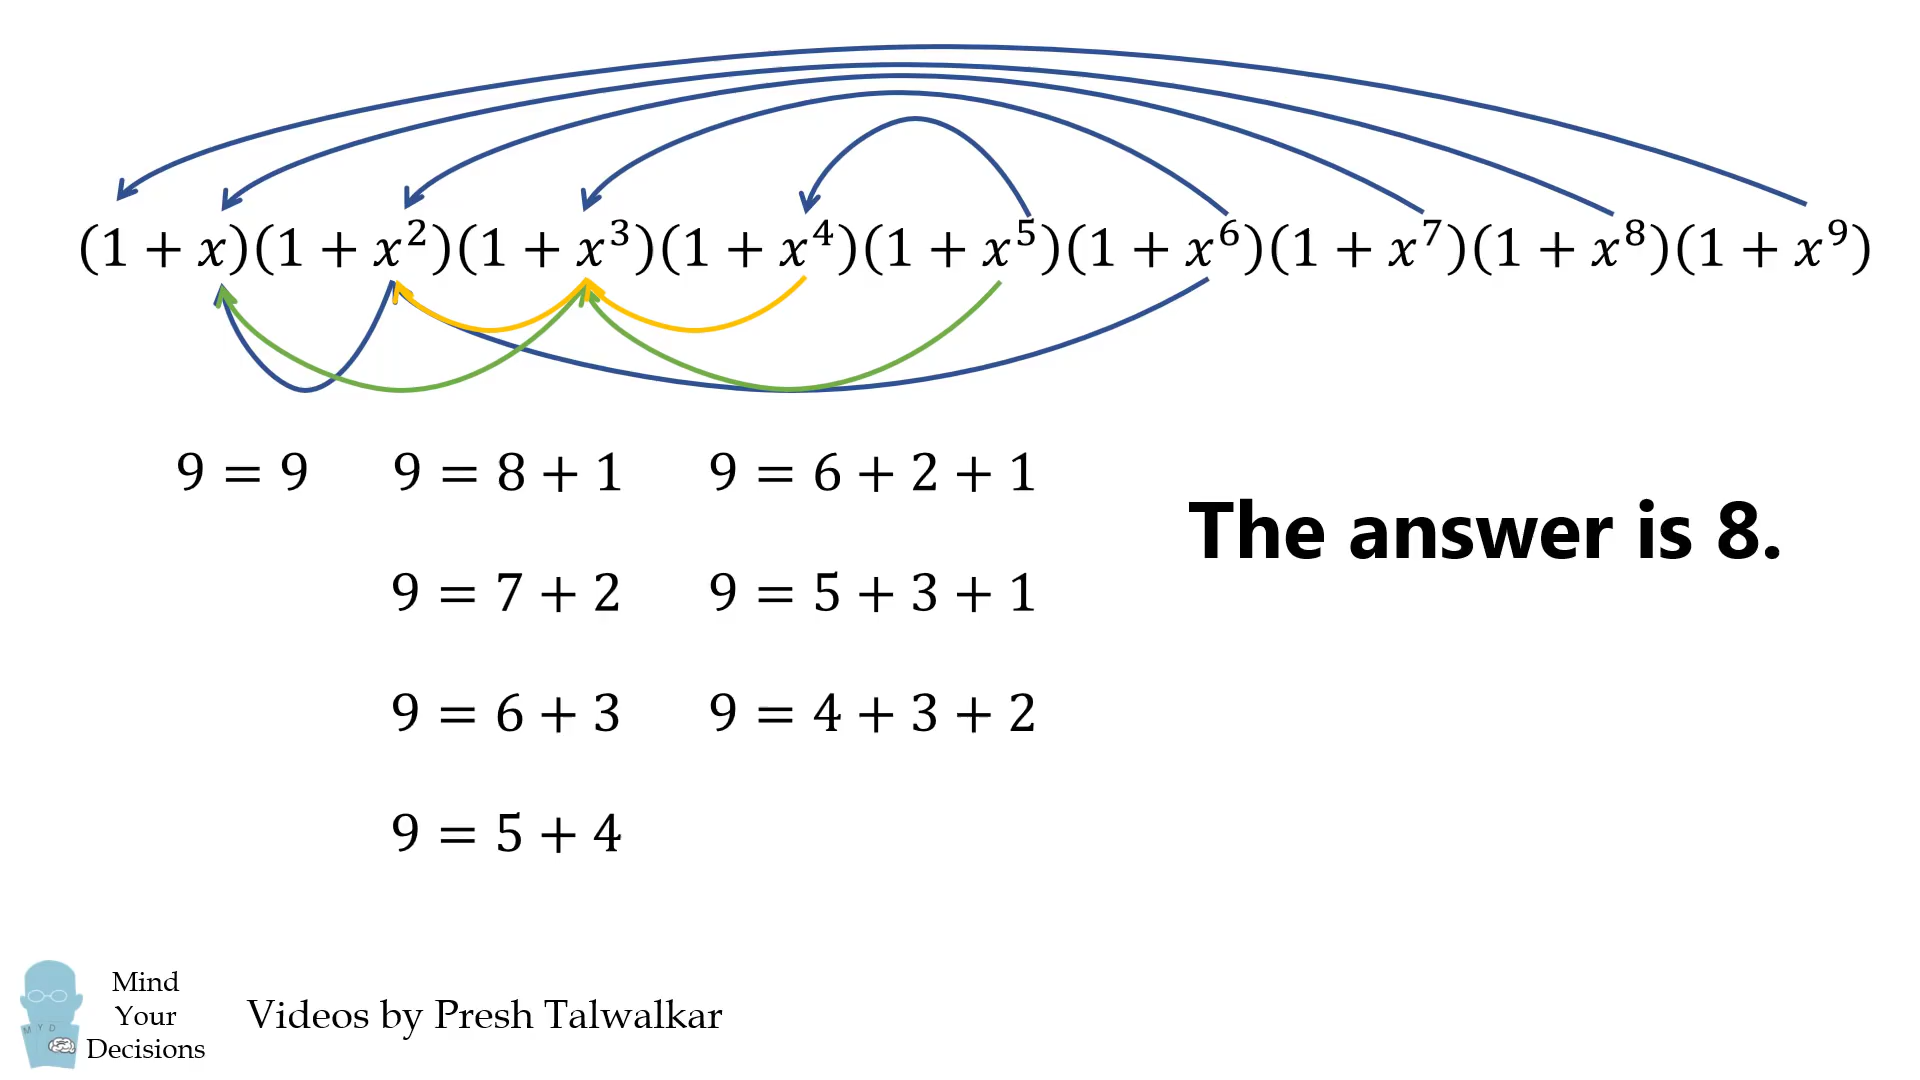 (1 + x)(1 + x²)(1 + x³)(1 + x⁴)(1 + x⁵)(1 + x⁶)(1 + x⁷)(1 + x⁸)(1 + x⁹)
9 = 9 9 = 8 + 1 9 = 6 + 2 + 1
The answer is 8.
9 = 7 + 2 9 = 5 + 3 + 1
9 = 6 + 3 9 = 4 + 3 + 2
9 = 5 + 4
Mind
Your
Decisions
M Y D
Videos by Presh Talwalkar